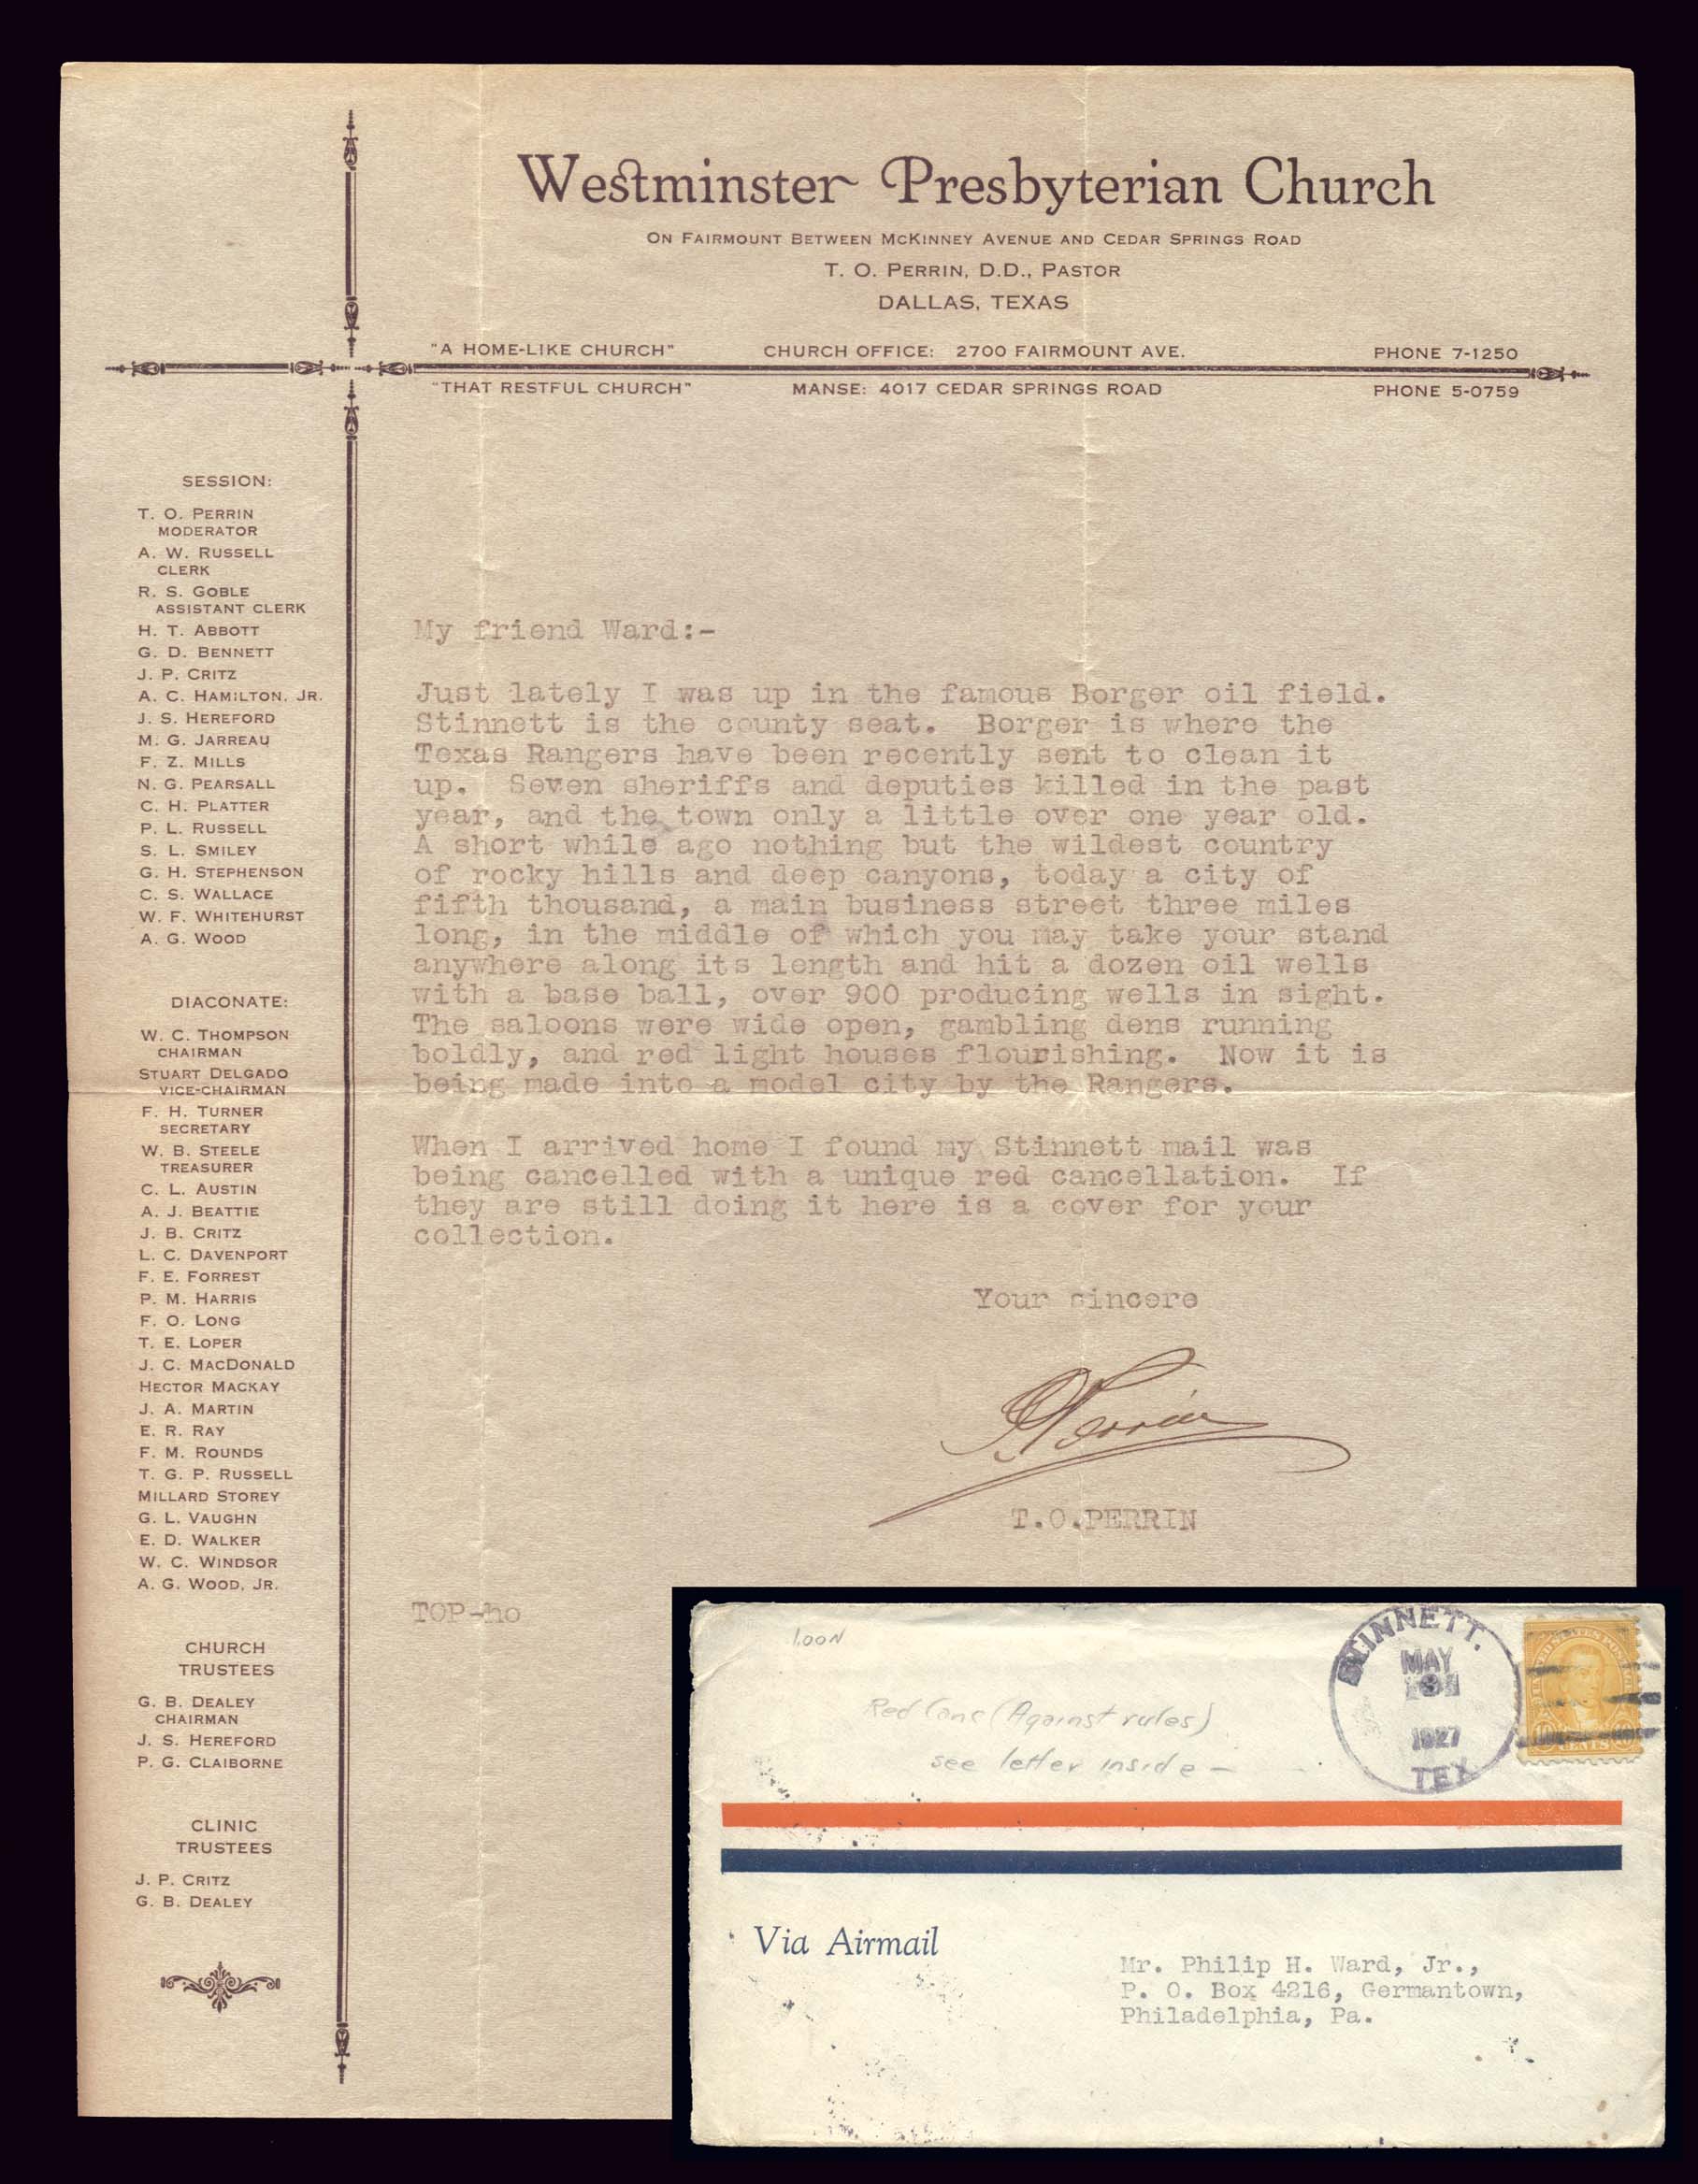 Westminster Presbyterian Church
ON FAIRMOUNT BETWEEN MCKINNEY AVENUE AND CEDAR SPRINGS ROAD
T. O. PERRIN, D.D., PASTOR
DALLAS, TEXAS
"A HOME-LIKE CHURCH" CHURCH OFFICE: 2700 FAIRMOUNT AVE. PHONE 7-1250
"THAT RESTFUL CHURCH" MANSE: 4017 CEDAR SPRINGS ROAD PHONE 5-0759
SESSION:
T. O. PERRIN
MODERATOR
A. W. RUSSELL
CLERK
R. S. GOBLE
ASSISTANT CLERK
H. T. ABBOTT
G. D. BENNETT
J. P. CRITZ
A. C. HAMILTON, JR.
J. S. HEREFORD
M. G. JARREAU
F. Z. MILLS
N. G. PEARSALL
C. H. PLATTER
P. L. RUSSELL
S. L. SMILEY
G. H. STEPHENSON
C. S. WALLACE
W. F. WHITEHURST
A. G. WOOD
DIACONATE:
W. C. THOMPSON
CHAIRMAN
STUART DELGADO
VICE-CHAIRMAN
F. H. TURNER
SECRETARY
W. B. STEELE
TREASURER
C. L. AUSTIN
A. J. BEATTIE
J. B. CRITZ
L. C. DAVENPORT
F. E. FORREST
P. M. HARRIS
F. O. LONG
T. E. LOPER
J. C. MACDONALD
HECTOR MACKAY
J. A. MARTIN
E. R. RAY
F. M. ROUNDS
T. G. P. RUSSELL
MILLARD STOREY
G. L. VAUGHN
E. D. WALKER
W. C. WINDSOR
A. G. WOOD, JR.
CHURCH
TRUSTEES
G. B. DEALEY
CHAIRMAN
J. S. HEREFORD
P. G. CLAIBORNE
CLINIC
TRUSTEES
J. P. CRITZ
G. B. DEALEY
My friend Ward:-
Just lately I was up in the famous Borger oil field.
Stinnett is the county seat. Borger is where the
Texas Rangers have been recently sent to clean it
up. Seven sheriffs and deputies killed in the past
year, and the town only a little over one year old.
A short while ago nothing but the wildest country
of rocky hills and deep canyons, today a city of
fifth thousand, a main business street three miles
long, in the middle of which you may take your stand
anywhere along its length and hit a dozen oil wells
with a base ball, over 900 producing wells in sight.
The saloons were wide open, gambling dens running
boldly, and red light houses flourishing. Now it is
being made into a model city by the Rangers.
When I arrived home I found my Stinnett mail was
being cancelled with a unique red cancellation. If
they are still doing it here is a cover for your
collection.
Your sincere
T.O.PERRIN
TOP-ho
1.00N
Red Canc (Against rules)
see letter inside -
STINNETT.
MAY
1927
TEX
UNITED STATES POSTAGE
10 CENTS 10
Via Airmail
Mr. Philip H. Ward, Jr.,
P. O. Box 4216, Germantown,
Philadelphia, Pa.